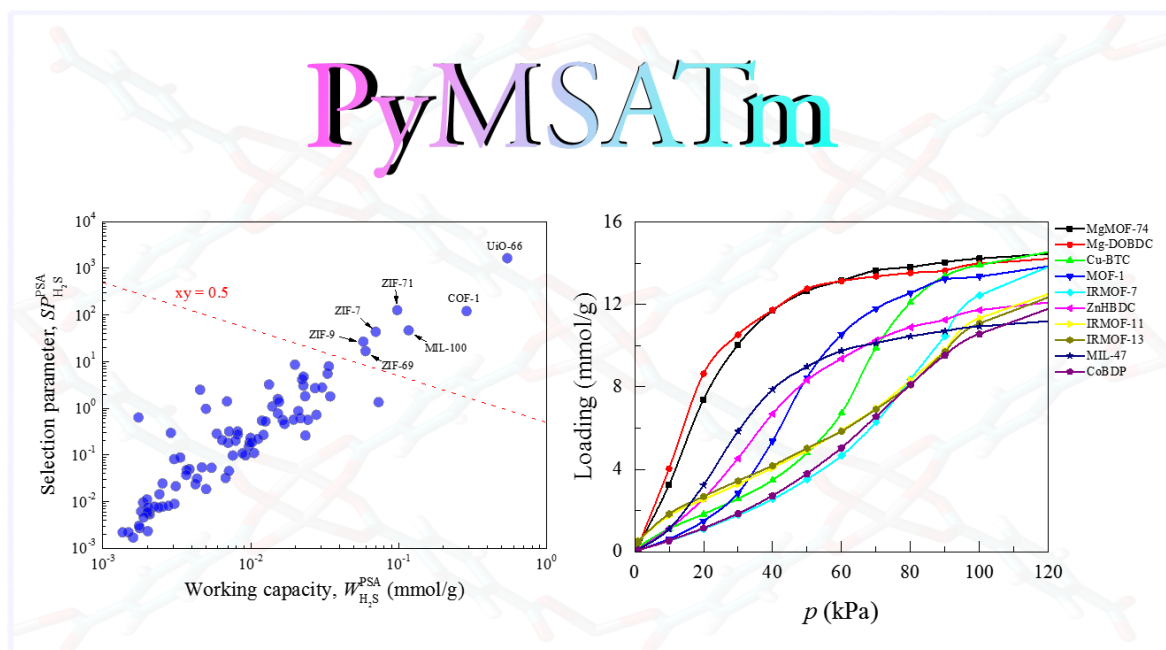 PyMSATm
10^4
10^3
10^2
10^1
10^0
10^-1
10^-2
10^-3
10^-3
10^-2
10^-1
10^0
Selection parameter, SP^PSA_H2S
Working capacity, W^PSA_H2S (mmol/g)
xy = 0.5
UiO-66
ZIF-71
COF-1
ZIF-7
ZIF-9
MIL-100
ZIF-69
16
12
8
4
0
0
20
40
60
80
100
120
Loading (mmol/g)
p (kPa)
MgMOF-74
Mg-DOBDC
Cu-BTC
MOF-1
IRMOF-7
ZnHBDC
IRMOF-11
IRMOF-13
MIL-47
CoBDP